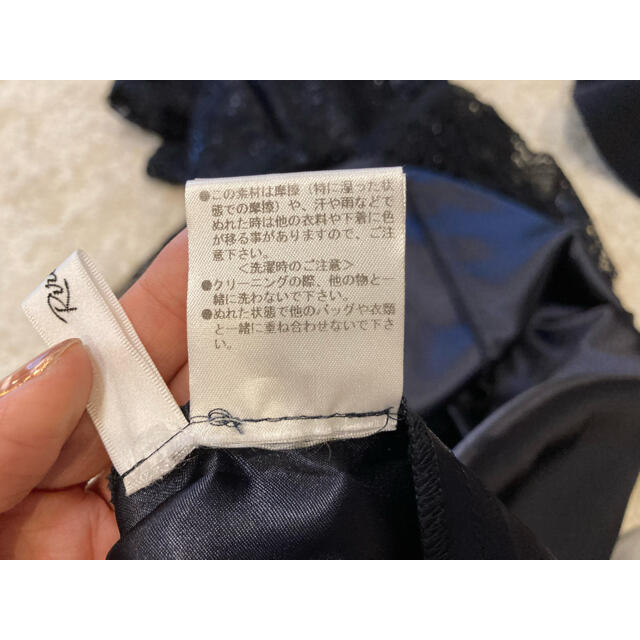 ●この素材は摩擦（特に湿った状
態での摩擦）や、汗や雨などで
ぬれた時は他の衣料や下着に色
が移る事がありますので、ご注
意下さい。
＜洗濯時のご注意＞
●クリーニングの際、他の物と一
緒に洗わないで下さい。
●ぬれた状態で他のバッグや衣類
と一緒に重ね合わせないで下さ
い。